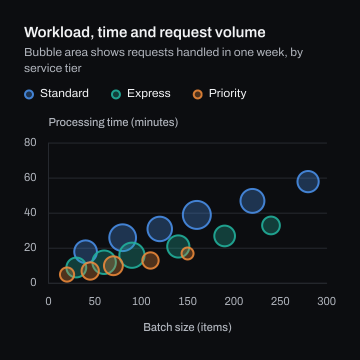 Workload, time and request volume
Bubble area shows requests handled in one week, by
service tier
Standard Express Priority
Processing time (minutes)
80
60
40
20
0
0 50 100 150 200 250 300
Batch size (items)